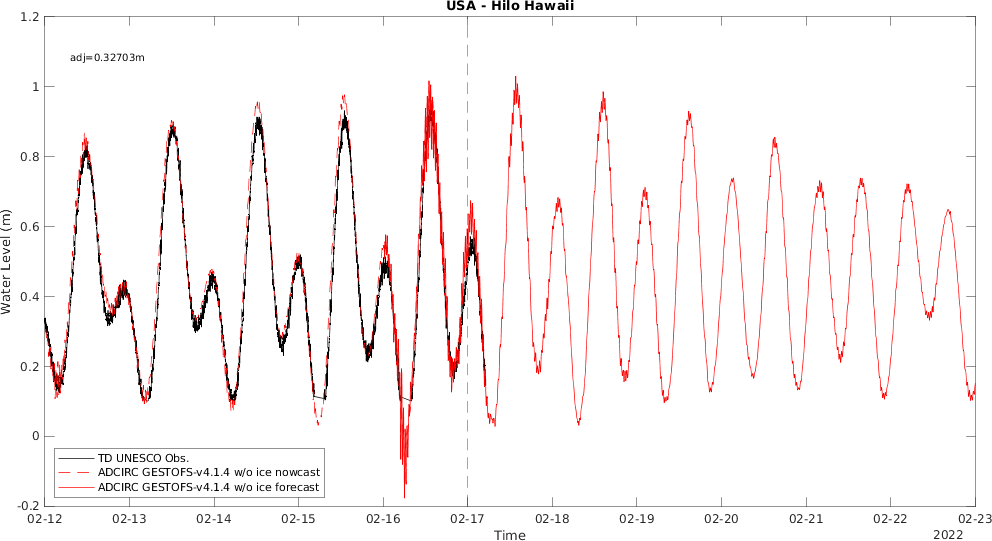 USA - Hilo Hawaii
adj=0.32703m
Water Level (m)
1.2
1
0.8
0.6
0.4
0.2
0
-0.2
TD UNESCO Obs.
ADCIRC GESTOFS-v4.1.4 w/o ice nowcast
ADCIRC GESTOFS-v4.1.4 w/o ice forecast
02-12 02-13 02-14 02-15 02-16 02-17 02-18 02-19 02-20 02-21 02-22 02-23
Time
2022